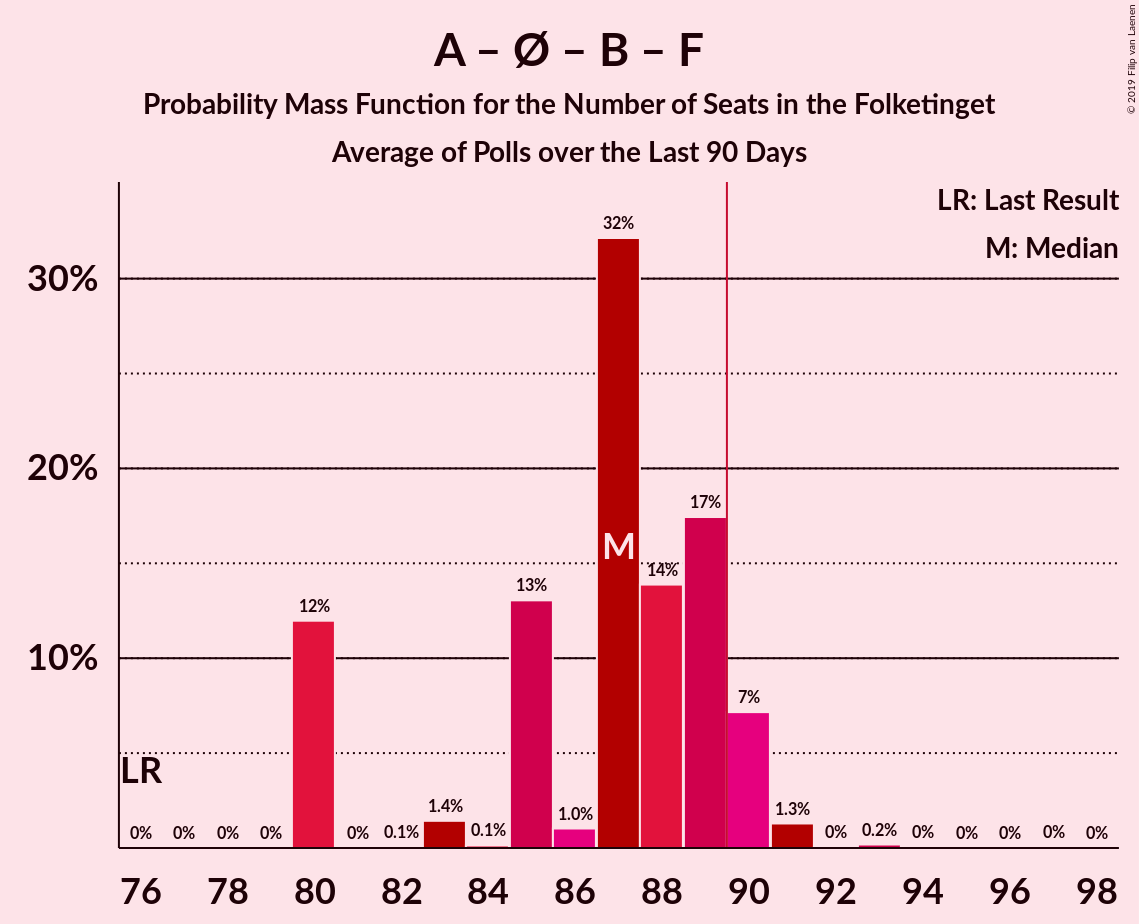 A – Ø – B – F
Probability Mass Function for the Number of Seats in the Folketinget
Average of Polls over the Last 90 Days
© 2019 Filip van Laenen
LR: Last Result
M: Median
30%
20%
10%
LR
M
0% 0% 0% 0% 12% 0% 0.1% 1.4% 0.1% 13% 1.0% 32% 14% 17% 7% 1.3% 0% 0.2% 0% 0% 0% 0% 0%
76 78 80 82 84 86 88 90 92 94 96 98